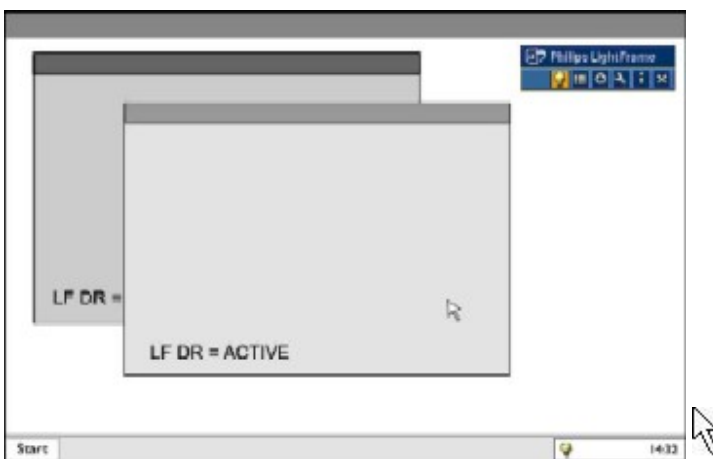 Philips LightFrame
LF DR =
LF DR = ACTIVE
Start
14:32